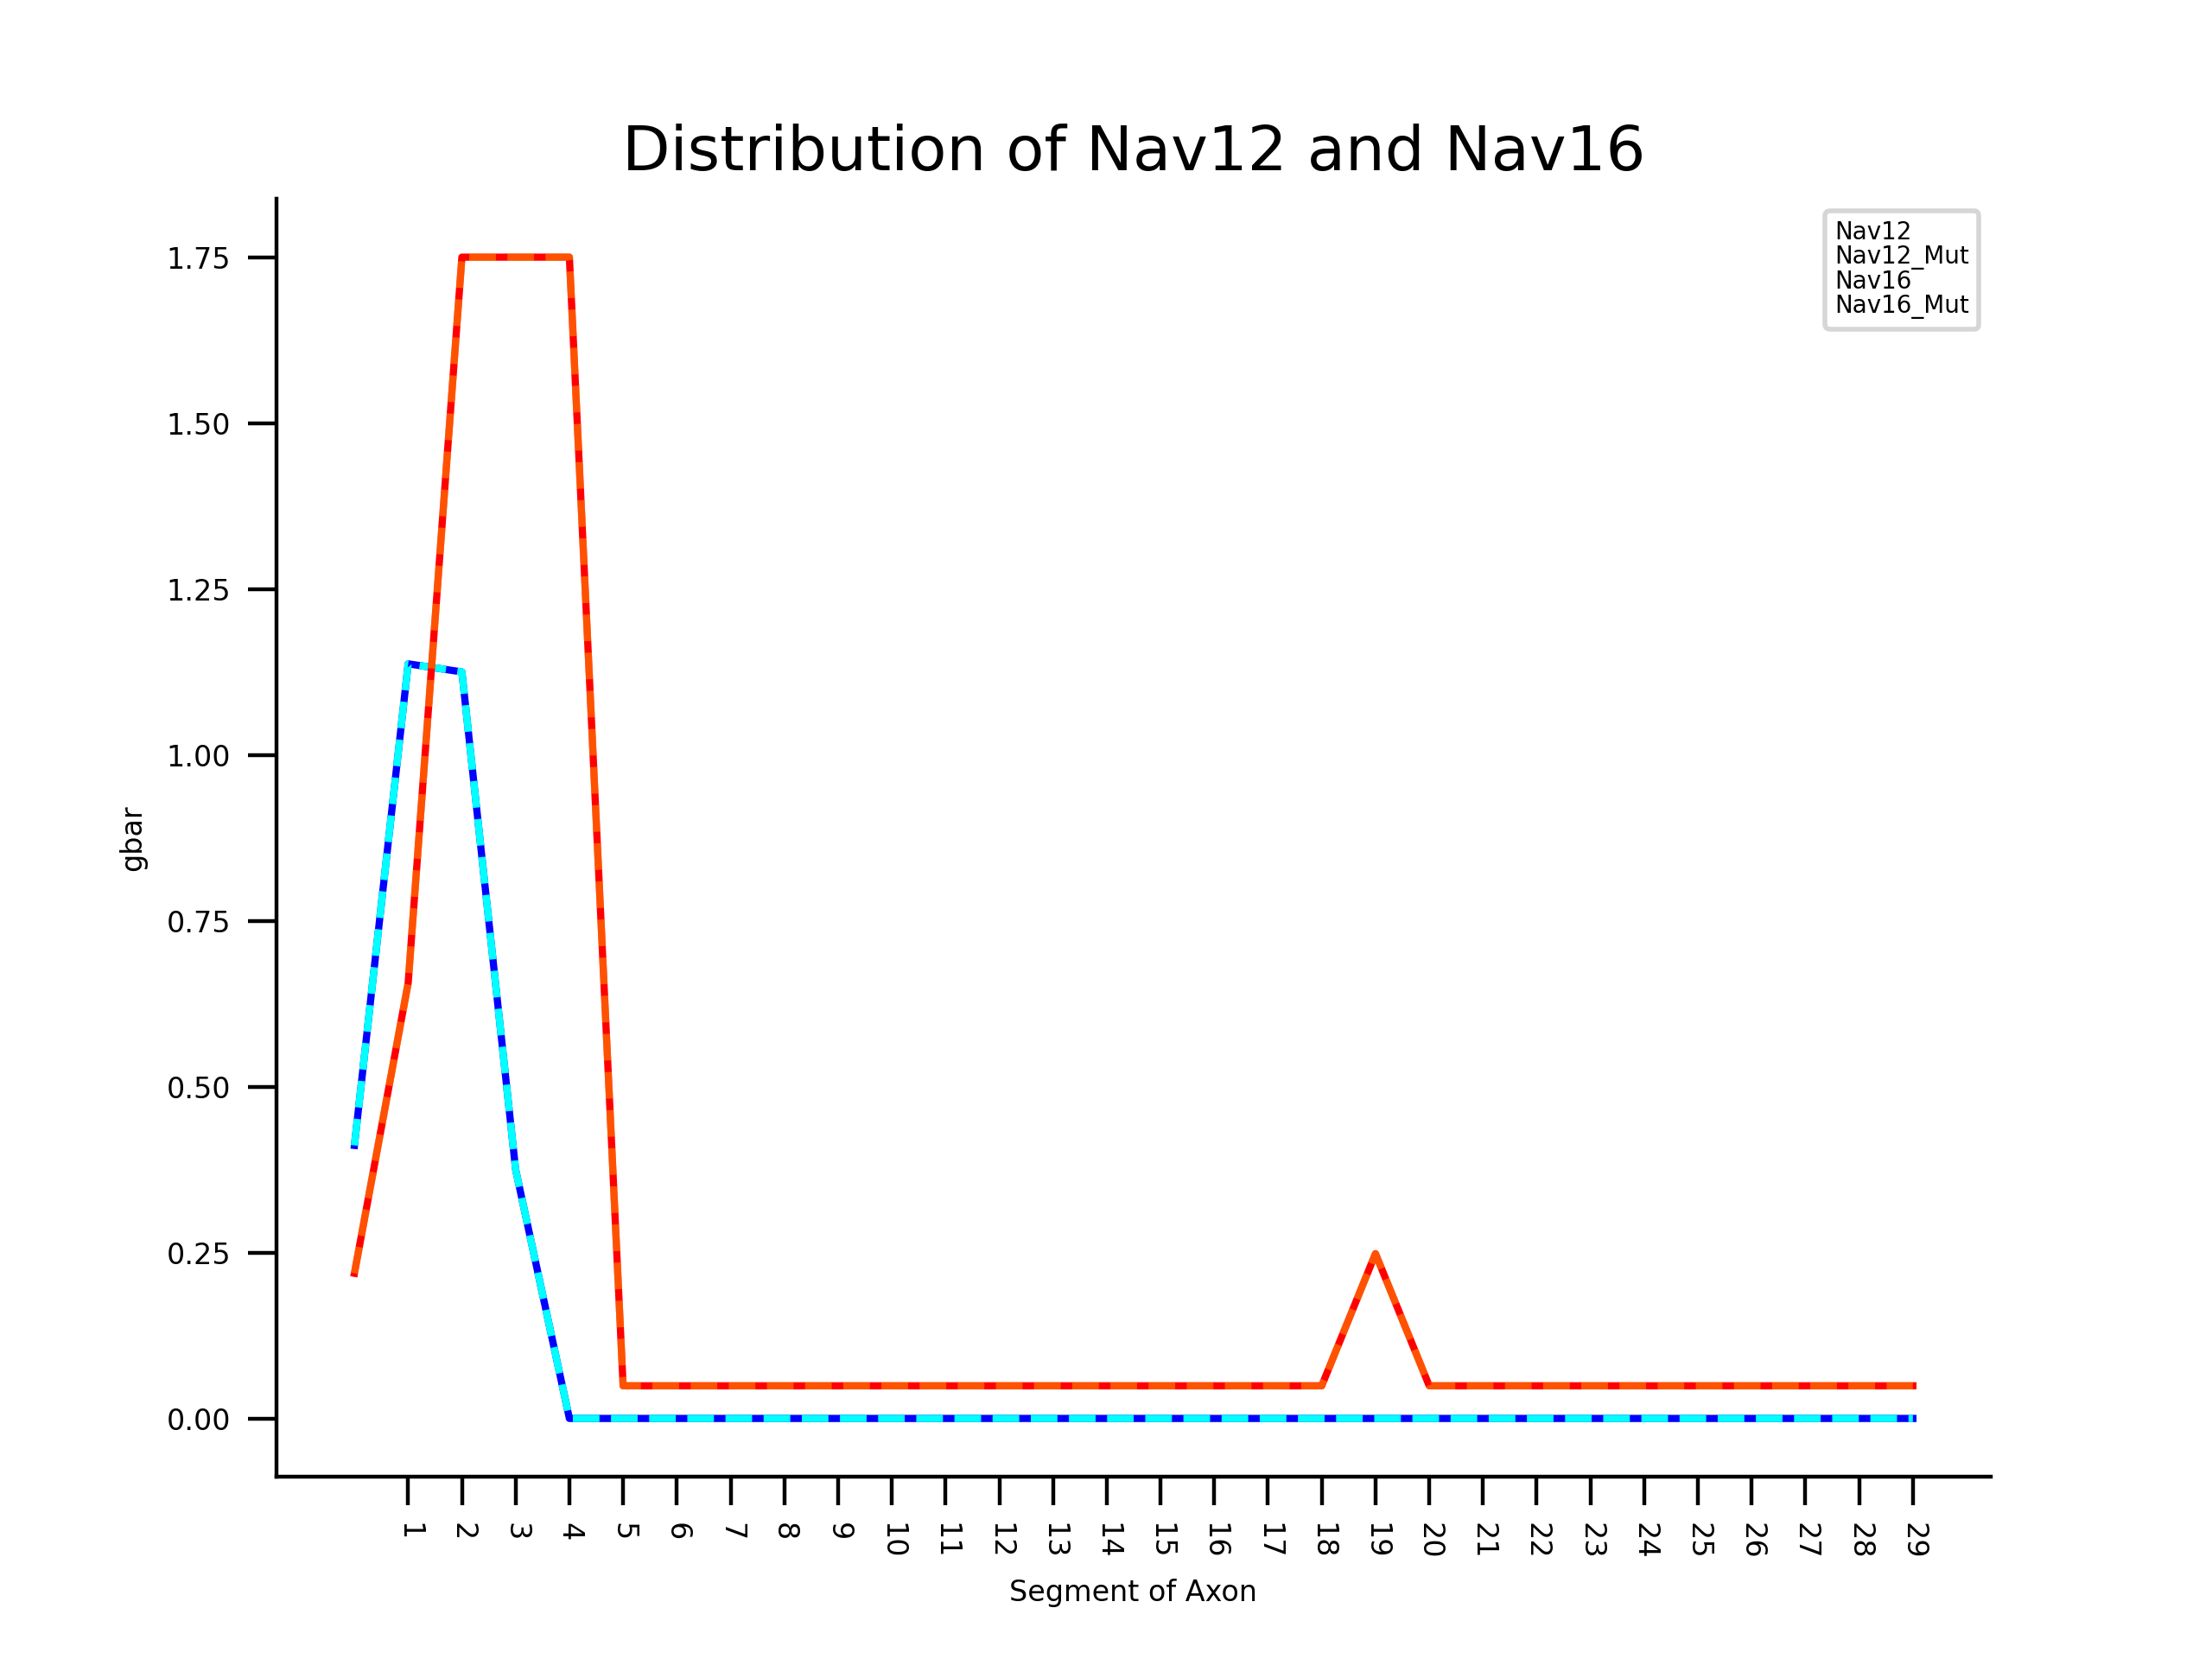 Distribution of Nav12 and Nav16
Nav12
Nav12_Mut
Nav16
Nav16_Mut
1.75
1.50
1.25
1.00
0.75
0.50
0.25
0.00
gbar
1 2 3 4 5 6 7 8 9 10 11 12 13 14 15 16 17 18 19 20 21 22 23 24 25 26 27 28 29
Segment of Axon